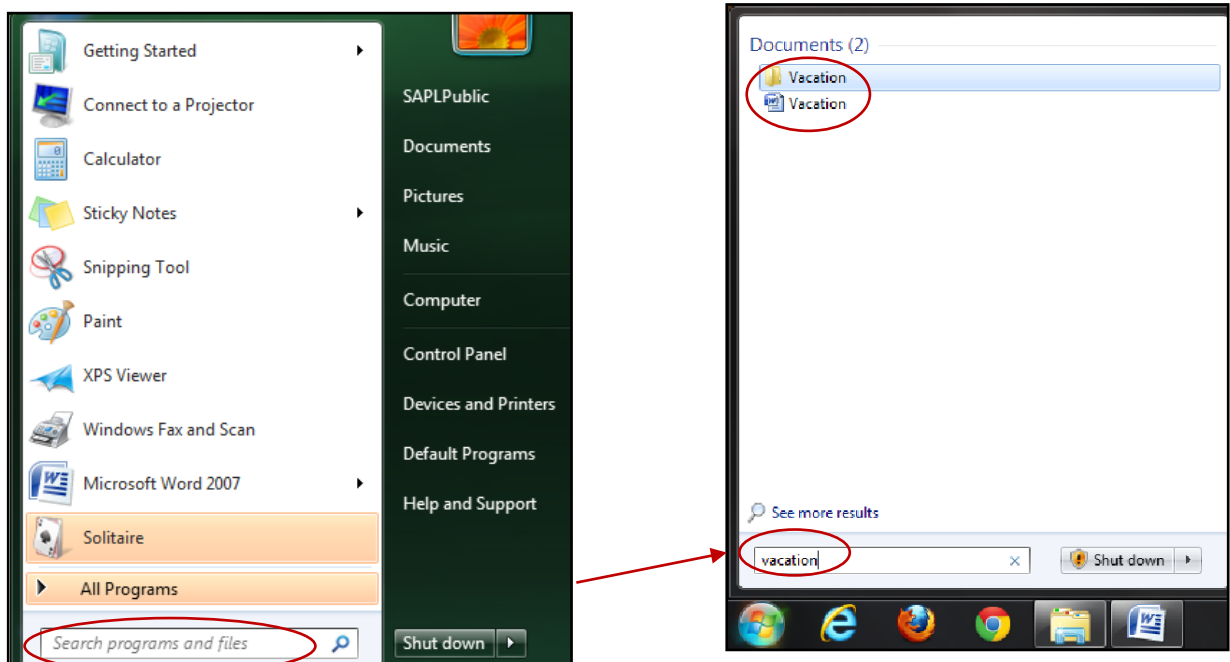 Getting Started
Connect to a Projector
Calculator
Sticky Notes
Snipping Tool
Paint
XPS Viewer
Windows Fax and Scan
Microsoft Word 2007
Solitaire
All Programs
Search programs and files
SAPLPublic
Documents
Pictures
Music
Computer
Control Panel
Devices and Printers
Default Programs
Help and Support
Shut down
Documents (2)
Vacation
Vacation
See more results
vacation
Shut down